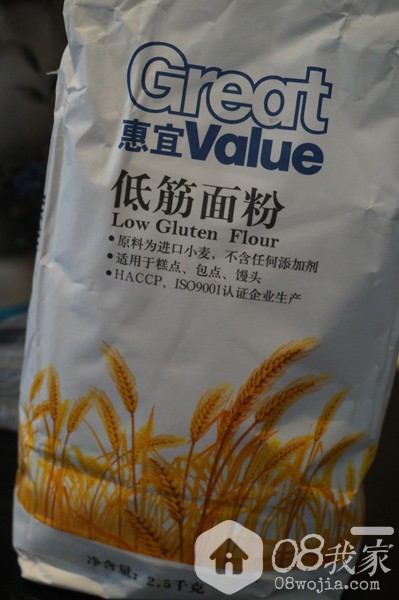 Great
惠宜Value
低筋面粉
Low Gluten Flour
• 原料为进口小麦，不含任何添加剂
• 适用于糕点、包点、馒头
• HACCP、ISO9001认证企业生产
净含量：2.5千克
08我家
08wojia.com